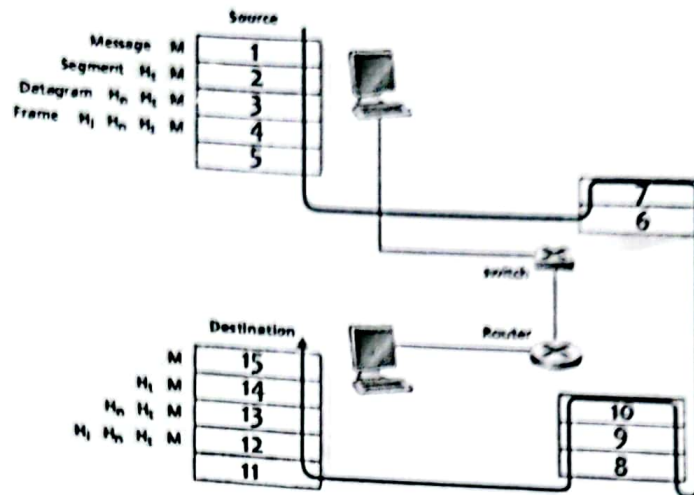 Source
Message M 1
Segment Ht M 2
Datagram Hn Ht M 3
Frame Hl Hn Ht M 4
5
7
6
switch
Destination
Router
M 15
Ht M 14
Hn Ht M 13
Hl Hn Ht M 12
11
10
9
8